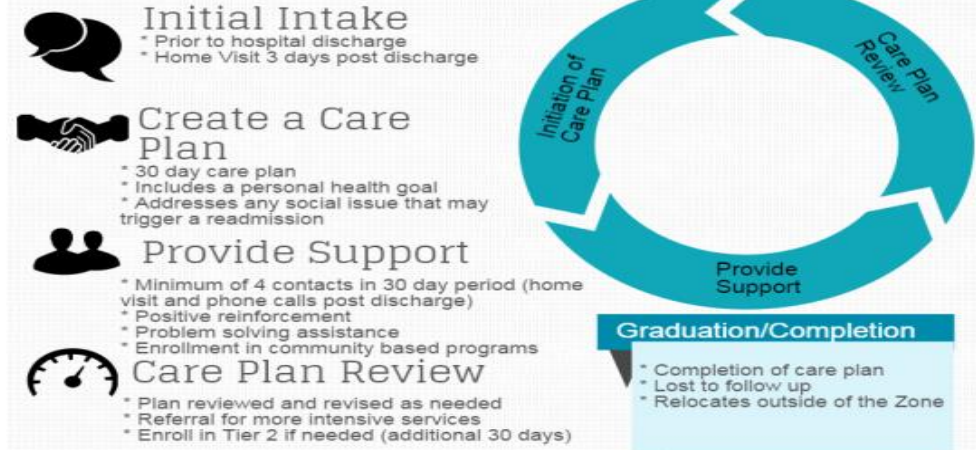 Initial Intake
* Prior to hospital discharge
* Home Visit 3 days post discharge
Create a Care
Plan
* 30 day care plan
* Includes a personal health goal
* Addresses any social issue that may
trigger a readmission
Provide Support
* Minimum of 4 contacts in 30 day period (home
visit and phone calls post discharge)
* Positive reinforcement
* Problem solving assistance
* Enrollment in community based programs
Care Plan Review
* Plan reviewed and revised as needed
* Referral for more intensive services
* Enroll in Tier 2 if needed (additional 30 days)
Initiation of
Care Plan
Care Plan
Review
Provide
Support
Graduation/Completion
* Completion of care plan
* Lost to follow up
* Relocates outside of the Zone